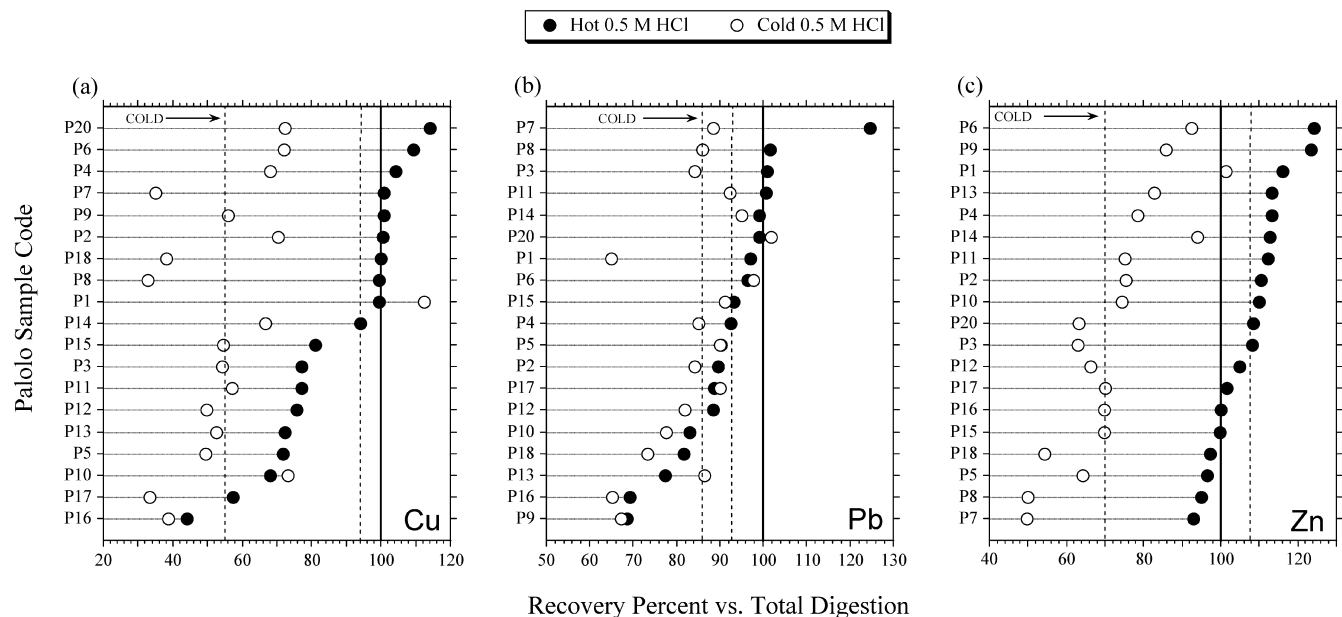 Hot 0.5 M HCl Cold 0.5 M HCl
(a)
COLD
P20
P6
P4
P7
P9
P2
P18
P8
P1
P14
P15
P3
P11
P12
P13
P5
P10
P17
P16
Cu
20 40 60 80 100 120
(b)
COLD
P7
P8
P3
P11
P14
P20
P1
P6
P15
P4
P5
P2
P17
P12
P10
P18
P13
P16
P9
Pb
50 60 70 80 90 100 110 120 130
(c)
COLD
P6
P9
P1
P13
P4
P14
P11
P2
P10
P20
P3
P12
P17
P16
P15
P18
P5
P8
P7
Zn
40 60 80 100 120
Palolo Sample Code
Recovery Percent vs. Total Digestion